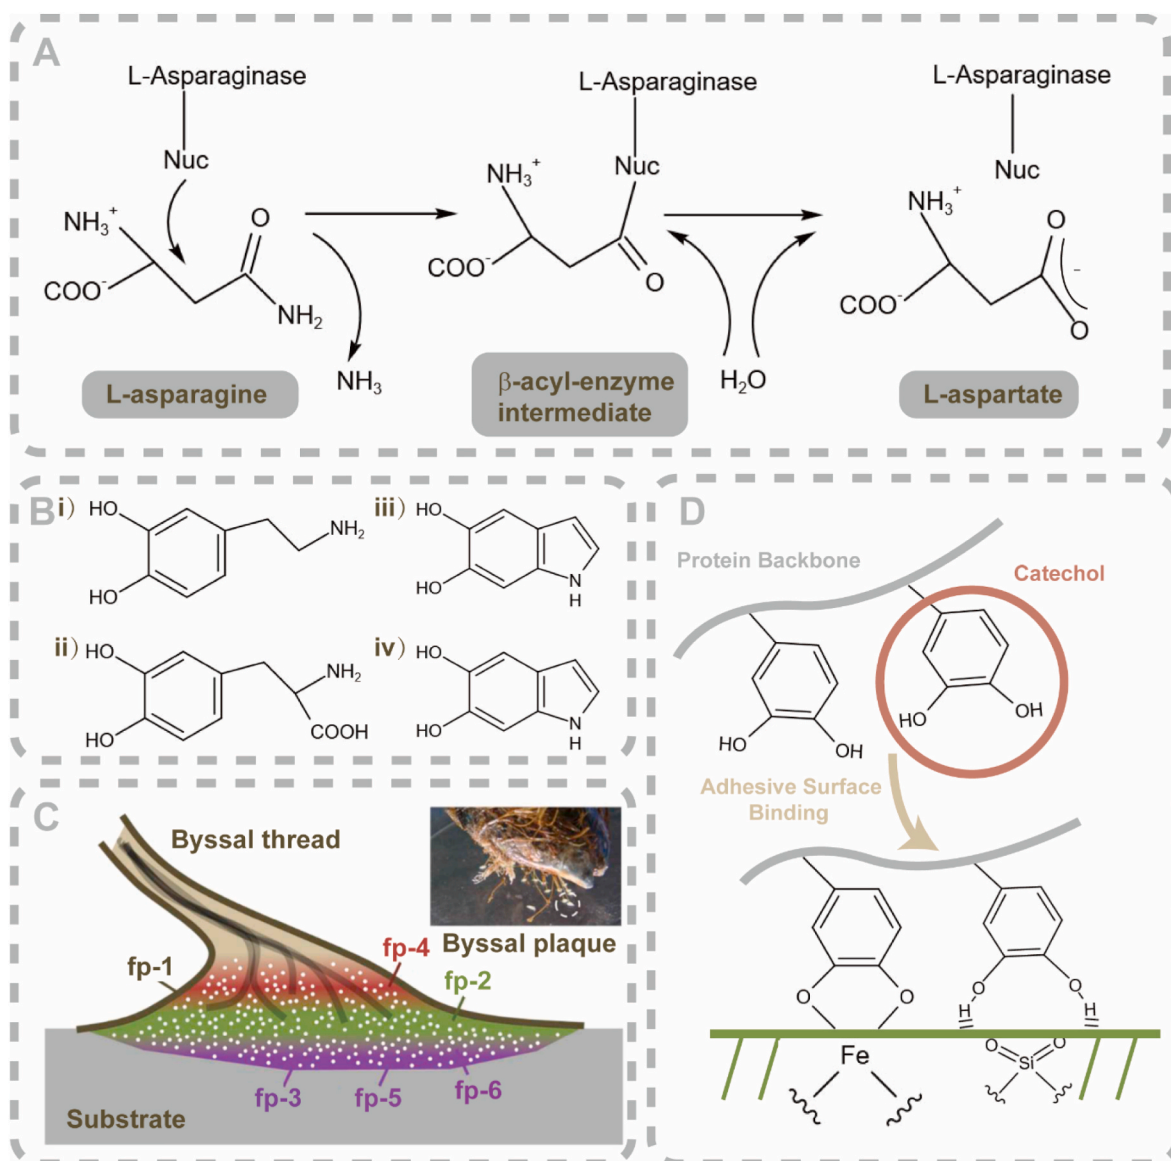 A
L-Asparaginase
Nuc
NH3+
COO-
O
NH2
NH3
L-asparagine
L-Asparaginase
Nuc
NH3+
COO-
O
β-acyl-enzyme
intermediate
H2O
L-Asparaginase
Nuc
NH3+
COO-
O
-
O
L-aspartate
B
i)
HO
HO
NH2
iii)
HO
HO
N
H
ii)
HO
HO
NH2
COOH
iv)
HO
HO
N
H
C
Byssal thread
Byssal plaque
fp-1
fp-4
fp-2
fp-3
fp-5
fp-6
Substrate
D
Protein Backbone
Catechol
HO
OH
HO
OH
Adhesive Surface
Binding
O
O
Fe
O
H
O
H
O
O
Si